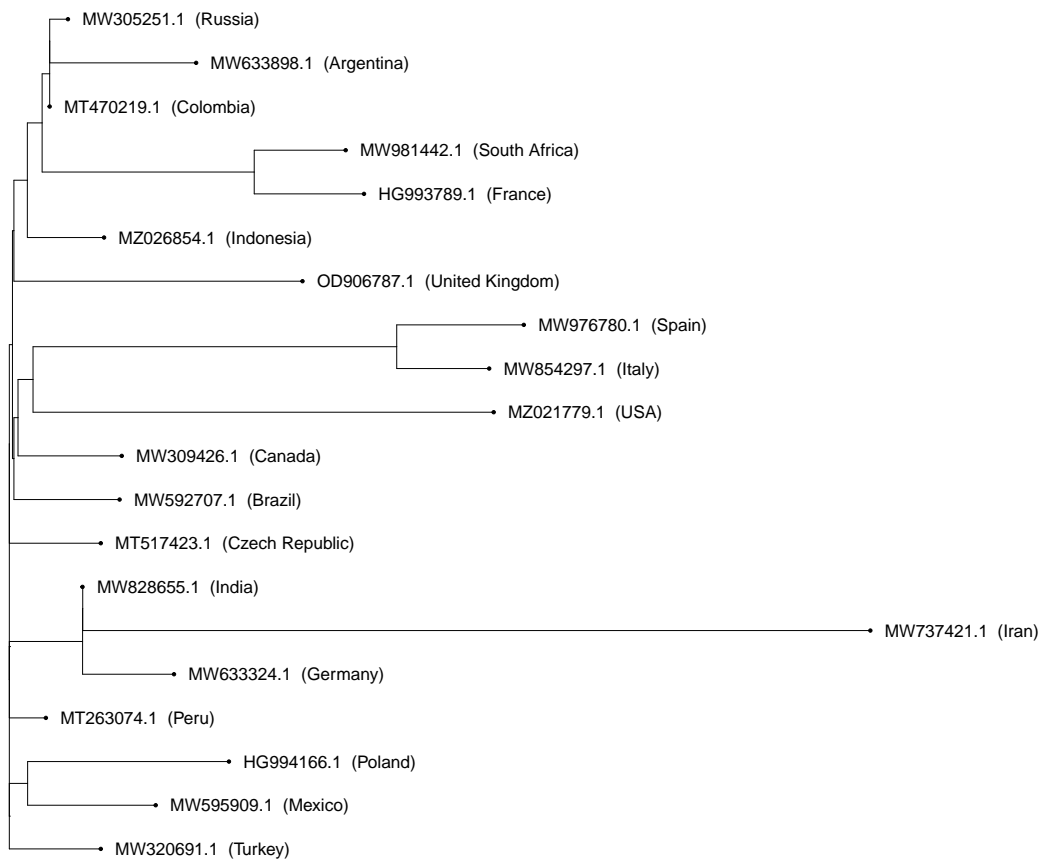 MW305251.1 (Russia)
MW633898.1 (Argentina)
MT470219.1 (Colombia)
MW981442.1 (South Africa)
HG993789.1 (France)
MZ026854.1 (Indonesia)
OD906787.1 (United Kingdom)
MW976780.1 (Spain)
MW854297.1 (Italy)
MZ021779.1 (USA)
MW309426.1 (Canada)
MW592707.1 (Brazil)
MT517423.1 (Czech Republic)
MW828655.1 (India)
MW737421.1 (Iran)
MW633324.1 (Germany)
MT263074.1 (Peru)
HG994166.1 (Poland)
MW595909.1 (Mexico)
MW320691.1 (Turkey)